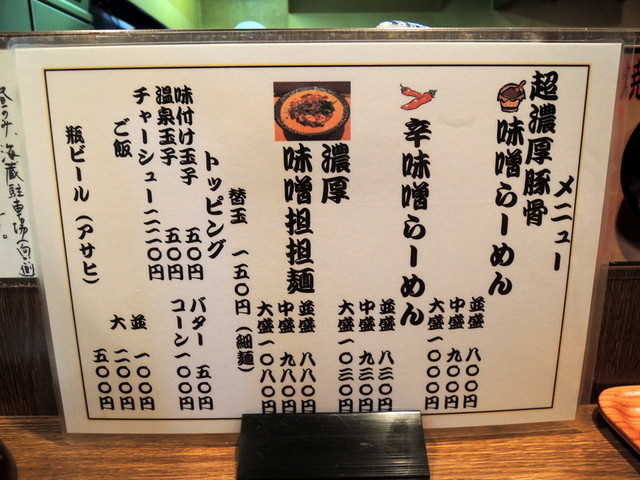 メニュー
超濃厚豚骨
味噌らーめん
並盛 八〇〇円
中盛 九〇〇円
大盛 一〇〇〇円
辛味噌らーめん
並盛 八三〇円
中盛 九三〇円
大盛 一〇三〇円
濃厚
味噌担担麺
並盛 八八〇円
中盛 九八〇円
大盛 一〇八〇円
替玉 一五〇円(細麺)
トッピング
味付け玉子 五〇円
バター 五〇円
温泉玉子 五〇円
コーン 一〇〇円
チャーシュー 二二〇円
ご飯
並 一〇〇円
大 二〇〇円
瓶ビール(アサヒ) 五〇〇円